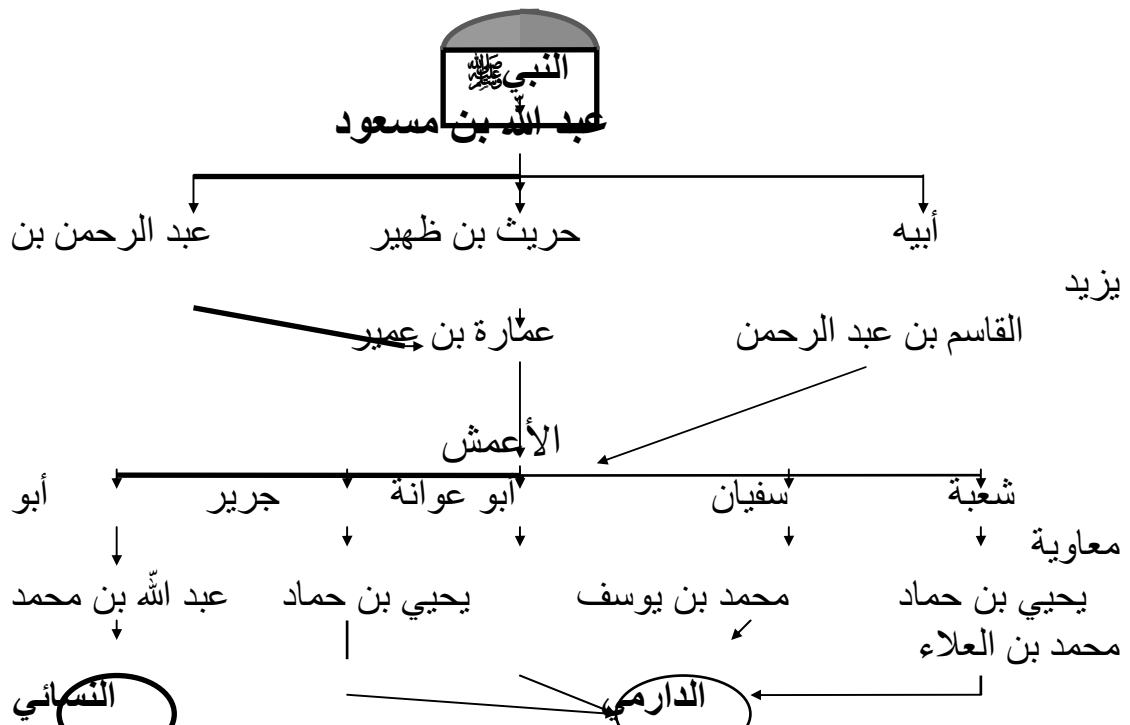 النبي ﷺ
عبد الله بن مسعود
أبيه حريث بن ظهير عبد الرحمن بن
يزيد
القاسم بن عبد الرحمن عمارة بن عمير
الأعمش
شعبة سفيان أبو عوانة جرير أبو
معاوية
يحيي بن حماد محمد بن يوسف يحيي بن حماد عبد الله بن محمد
محمد بن العلاء
الدارمي النسائي